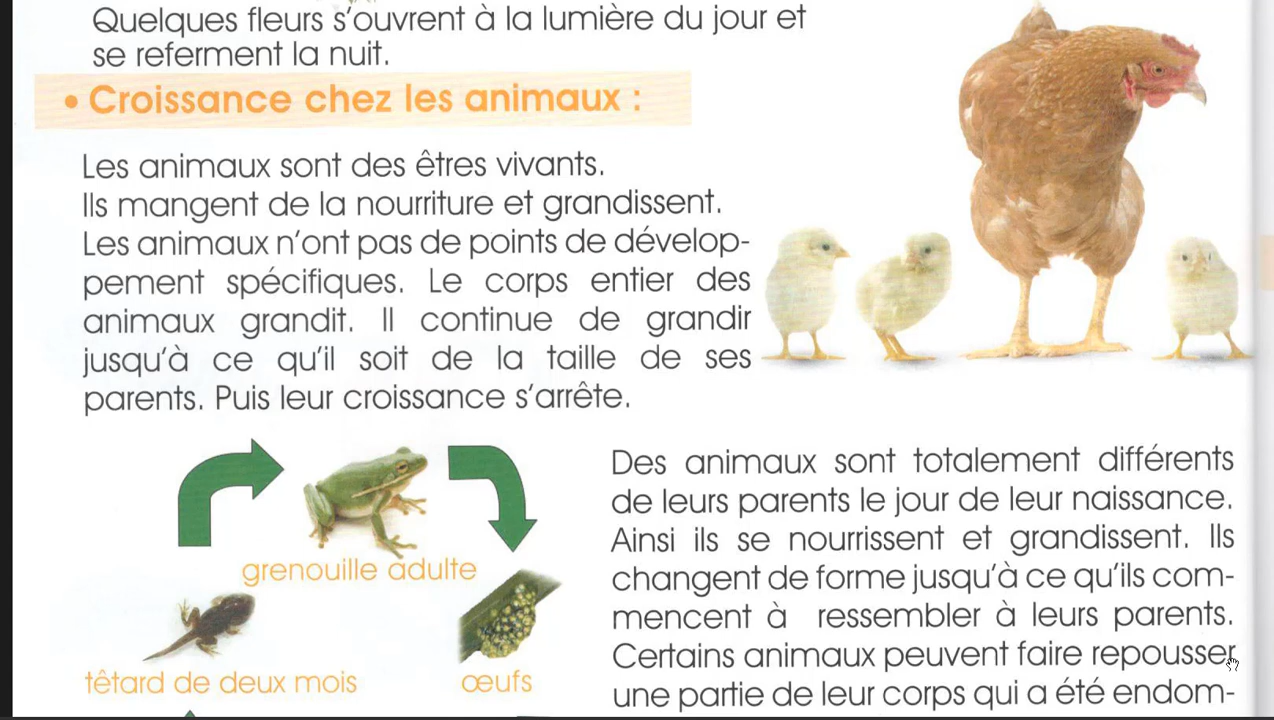 Quelques fleurs s'ouvrent à la lumière du jour et
se referment la nuit.
• Croissance chez les animaux :
Les animaux sont des êtres vivants.
Ils mangent de la nourriture et grandissent.
Les animaux n'ont pas de points de dévelop-
pement spécifiques. Le corps entier des
animaux grandit. Il continue de grandir
jusqu'à ce qu'il soit de la taille de ses
parents. Puis leur croissance s'arrête.
grenouille adulte
têtard de deux mois
œufs
Des animaux sont totalement différents
de leurs parents le jour de leur naissance.
Ainsi ils se nourrissent et grandissent. Ils
changent de forme jusqu'à ce qu'ils com-
mencent à ressembler à leurs parents.
Certains animaux peuvent faire repousser
une partie de leur corps qui a été endom-